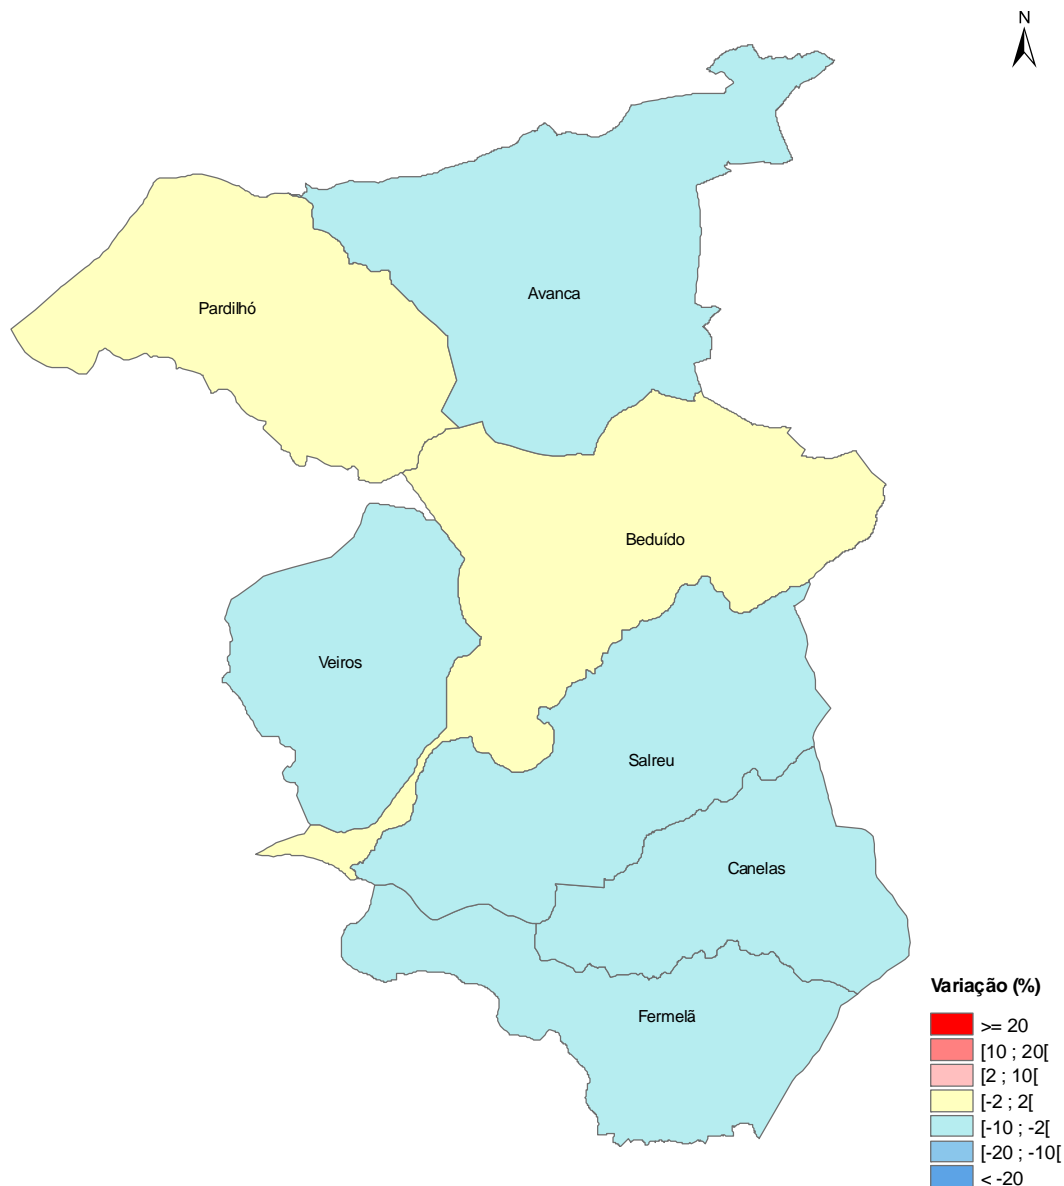 N
Avanca
Pardilhó
Beduído
Veiros
Salreu
Canelas
Fermelã
Variação (%)
>= 20
[10 ; 20[
[2 ; 10[
[-2 ; 2[
[-10 ; -2[
[-20 ; -10[
< -20